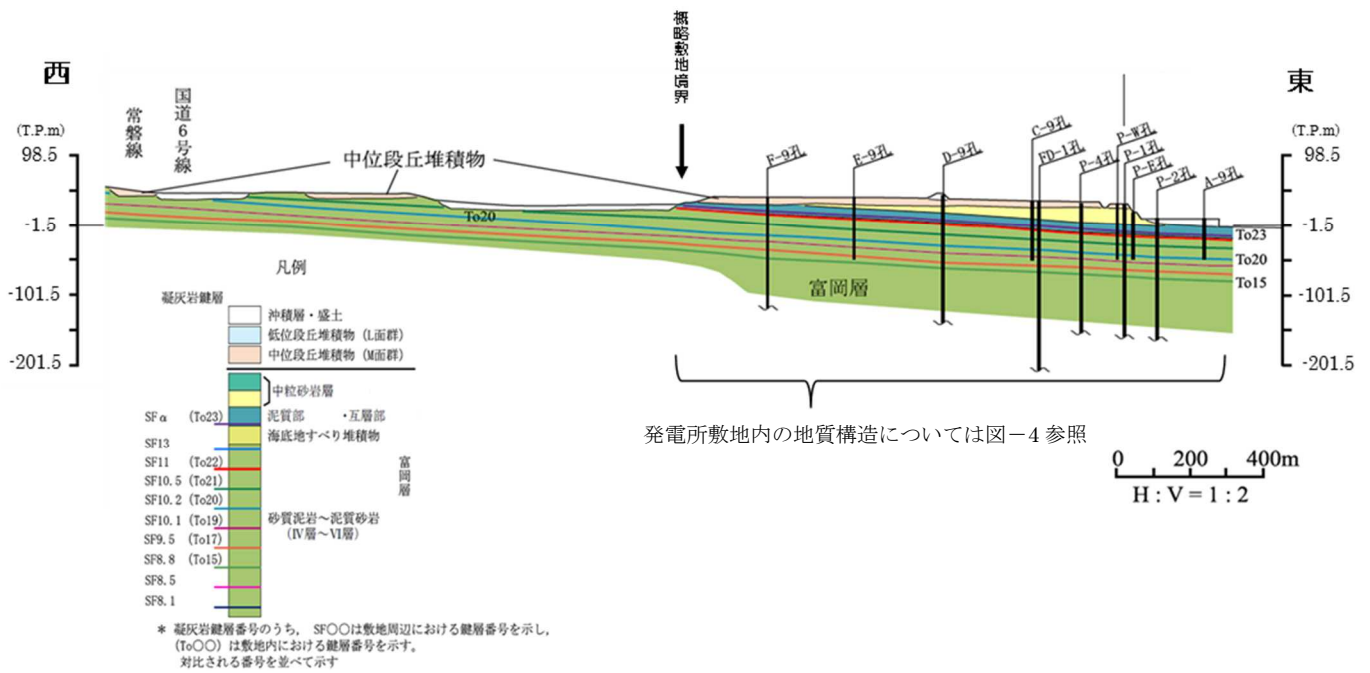 西
東
概略敷地境界
常磐線
国道6号線
(T.P.m)
(T.P.m)
98.5
-1.5
-101.5
-201.5
98.5
-1.5
-101.5
-201.5
中位段丘堆積物
F-9孔
E-9孔
D-9孔
C-9孔
FD-1孔
P-4孔
P-W孔
P-1孔
P-E孔
P-2孔
A-9孔
To20
To23
To20
To15
富岡層
凡例
凝灰岩鍵層
沖積層・盛土
低位段丘堆積物（L面群）
中位段丘堆積物（M面群）
中粒砂岩層
SFα (To23) 泥質部 ・互層部
海底地すべり堆積物
SF13
SF11 (To22)
SF10.5 (To21)
SF10.2 (To20)
SF10.1 (To19) 砂質泥岩～泥質砂岩
(Ⅳ層～Ⅵ層)
SF9.5 (To17)
SF8.8 (To15)
SF8.5
SF8.1
富岡層
発電所敷地内の地質構造については図－4 参照
0 200 400m
H : V = 1 : 2
* 凝灰岩鍵層番号のうち， SF○○は敷地周辺における鍵層番号を示し，
(To○○) は敷地内における鍵層番号を示す。
対比される番号を並べて示す